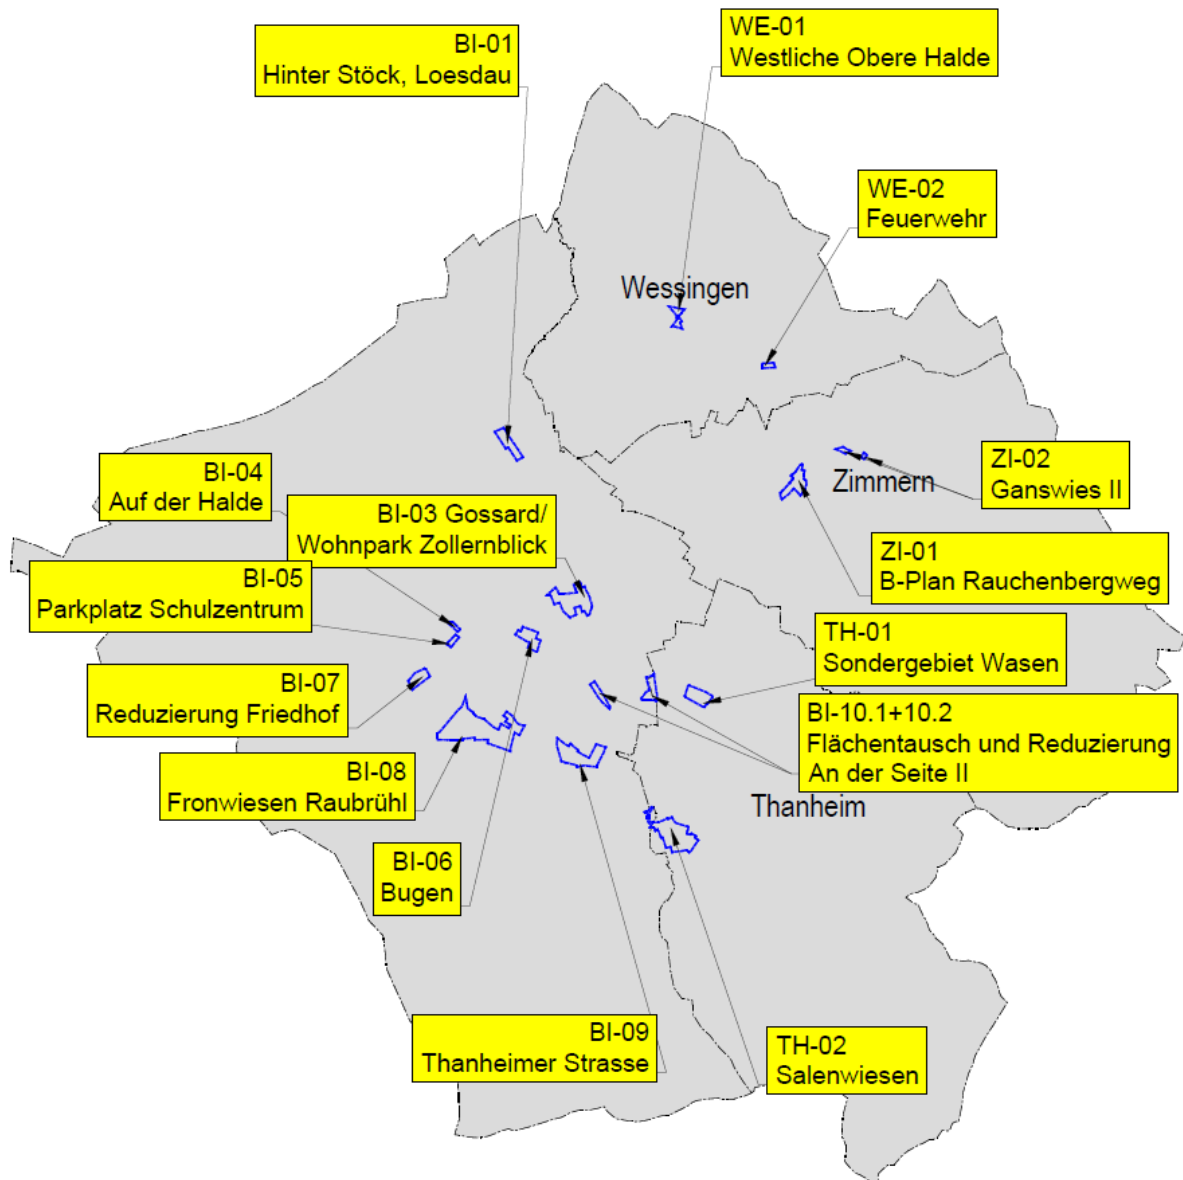 BI-01
Hinter Stöck, Loesdau
WE-01
Westliche Obere Halde
WE-02
Feuerwehr
Wessingen
BI-04
Auf der Halde
BI-03 Gossard/
Wohnpark Zollernblick
ZI-02
Ganswies II
Zimmern
ZI-01
B-Plan Rauchenbergweg
BI-05
Parkplatz Schulzentrum
TH-01
Sondergebiet Wasen
BI-07
Reduzierung Friedhof
BI-10.1+10.2
Flächentausch und Reduzierung
An der Seite II
BI-08
Fronwiesen Raubrühl
Thanheim
BI-06
Bugen
BI-09
Thanheimer Strasse
TH-02
Salenwiesen